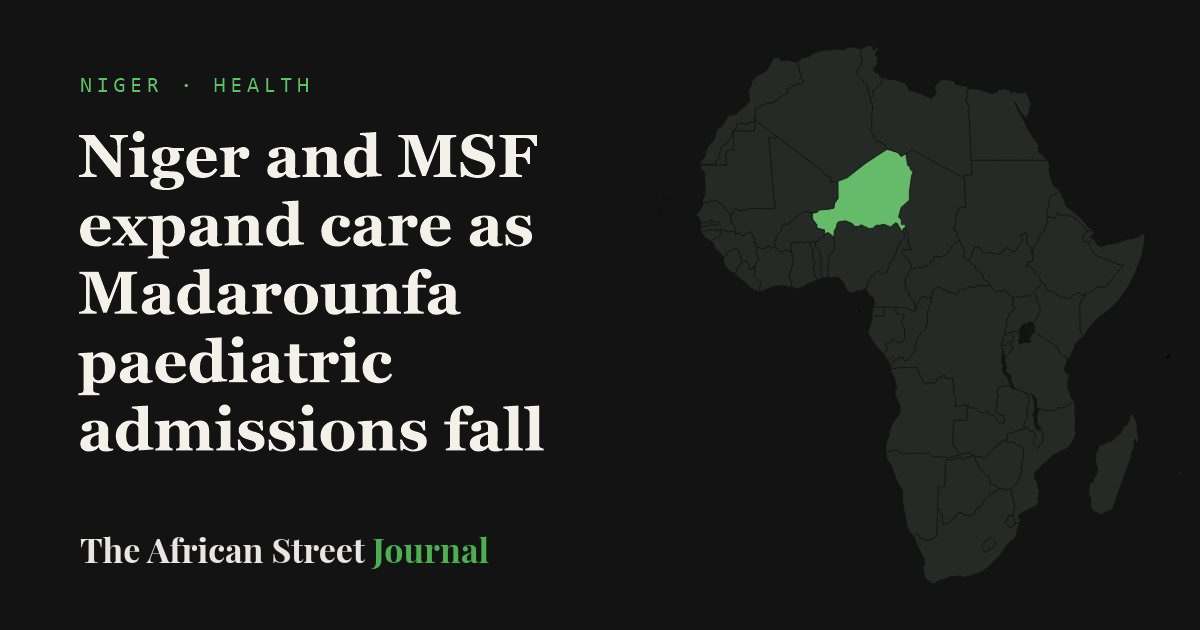 NIGER · HEALTH
Niger and MSF
expand care as
Madarounfa
paediatric
admissions fall
The African Street Journal